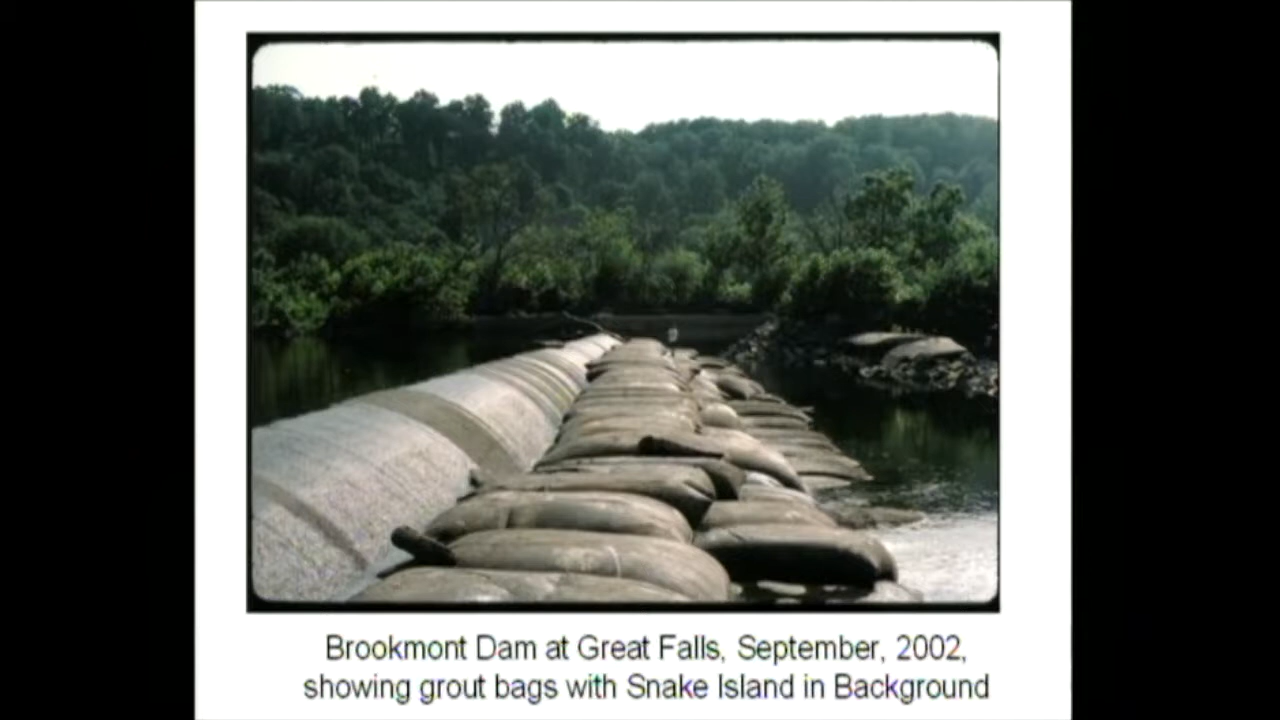 Brookmont Dam at Great Falls, September, 2002,
showing grout bags with Snake Island in Background